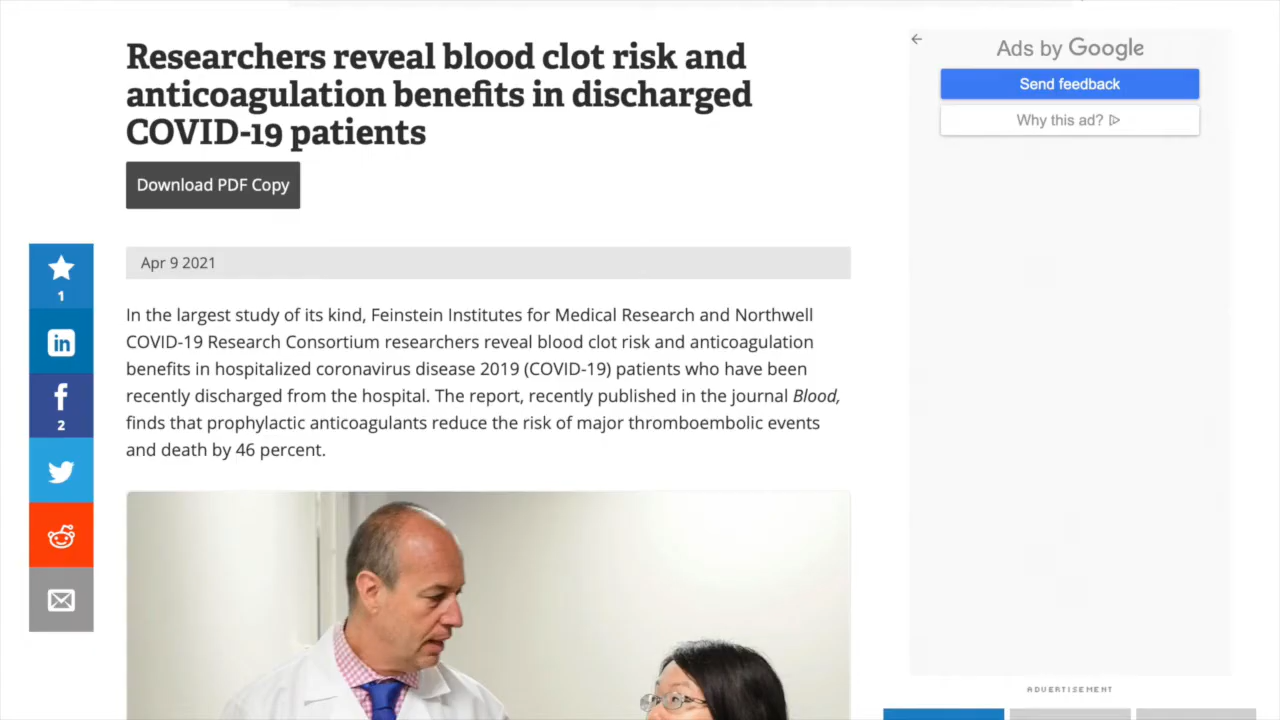 Researchers reveal blood clot risk and
anticoagulation benefits in discharged
COVID-19 patients
Download PDF Copy
Apr 9 2021
In the largest study of its kind, Feinstein Institutes for Medical Research and Northwell
COVID-19 Research Consortium researchers reveal blood clot risk and anticoagulation
benefits in hospitalized coronavirus disease 2019 (COVID-19) patients who have been
recently discharged from the hospital. The report, recently published in the journal Blood,
finds that prophylactic anticoagulants reduce the risk of major thromboembolic events
and death by 46 percent.
1
in
f
2
Ads by Google
Send feedback
Why this ad?
ADVERTISEMENT